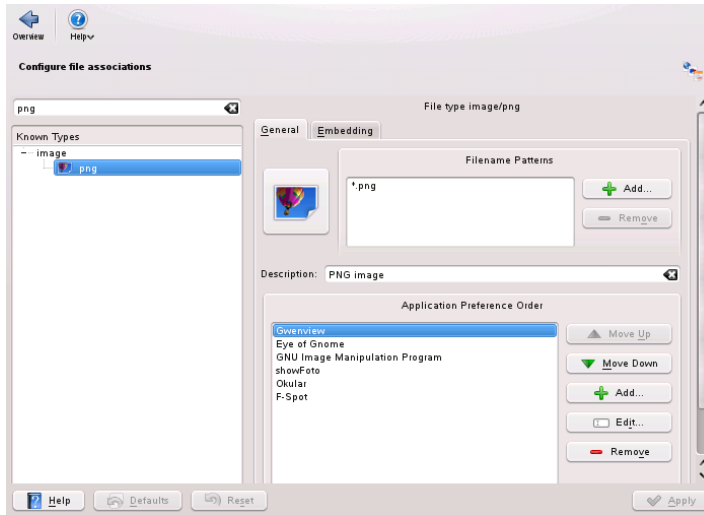 Overview
Help
Configure file associations
png
Known Types
image
png
File type image/png
General
Embedding
Filename Patterns
*.png
Add...
Remove
Description:
PNG image
Application Preference Order
Gwenview
Eye of Gnome
GNU Image Manipulation Program
showFoto
Okular
F-Spot
Move Up
Move Down
Add...
Edit...
Remove
Help
Defaults
Reset
Apply